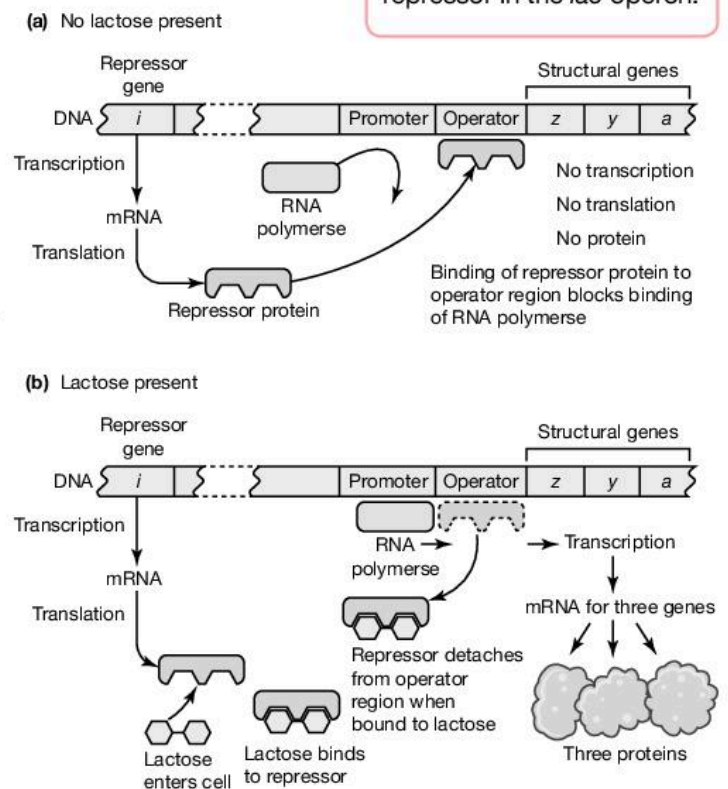 repressor in the lac operon.
(a) No lactose present
Repressor
gene
Structural genes
DNA
i
Promoter
Operator
z
y
a
Transcription
mRNA
Translation
RNA
polymerse
Repressor protein
No transcription
No translation
No protein
Binding of repressor protein to
operator region blocks binding
of RNA polymerse
(b) Lactose present
Repressor
gene
Structural genes
DNA
i
Promoter
Operator
z
y
a
Transcription
mRNA
Translation
RNA
polymerse
Transcription
mRNA for three genes
Repressor detaches
from operator
region when
bound to lactose
Three proteins
Lactose
enters cell
Lactose binds
to repressor